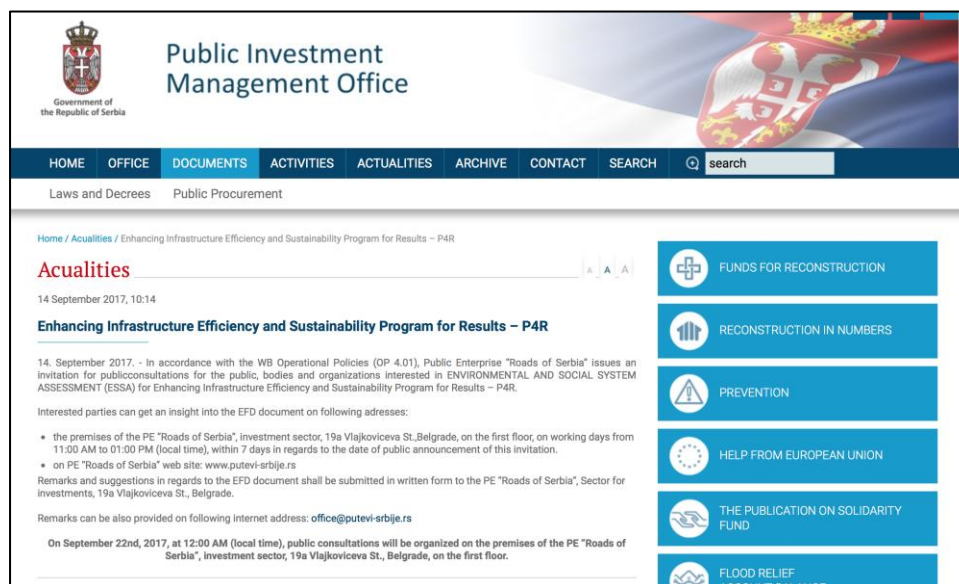 Public Investment
Management Office
Government of
the Republic of Serbia
HOME OFFICE DOCUMENTS ACTIVITIES ACTUALITIES ARCHIVE CONTACT SEARCH search
Laws and Decrees Public Procurement
Home / Acualities / Enhancing Infrastructure Efficiency and Sustainability Program for Results – P4R
Acualities
A A A
14 September 2017, 10:14
Enhancing Infrastructure Efficiency and Sustainability Program for Results – P4R
14. September 2017. - In accordance with the WB Operational Policies (OP 4.01), Public Enterprise "Roads of Serbia" issues an
invitation for publicconsultations for the public, bodies and organizations interested in ENVIRONMENTAL AND SOCIAL SYSTEM
ASSESSMENT (ESSA) for Enhancing Infrastructure Efficiency and Sustainability Program for Results – P4R.
Interested parties can get an insight into the EFD document on following adresses:
• the premises of the PE "Roads of Serbia", investment sector, 19a Vlajkoviceva St.,Belgrade, on the first floor, on working days from
11:00 AM to 01:00 PM (local time), within 7 days in regards to the date of public announcement of this invitation.
• on PE "Roads of Serbia" web site: www.putevi-srbije.rs
Remarks and suggestions in regards to the EFD document shall be submitted in written form to the PE "Roads of Serbia", Sector for
investments, 19a Vlajkoviceva St., Belgrade.
Remarks can be also provided on following internet address: office@putevi-srbije.rs
On September 22nd, 2017, at 12:00 AM (local time), public consultations will be organized on the premises of the PE "Roads of
Serbia", investment sector, 19a Vlajkoviceva St., Belgrade, on the first floor.
FUNDS FOR RECONSTRUCTION
RECONSTRUCTION IN NUMBERS
PREVENTION
HELP FROM EUROPEAN UNION
THE PUBLICATION ON SOLIDARITY
FUND
FLOOD RELIEF